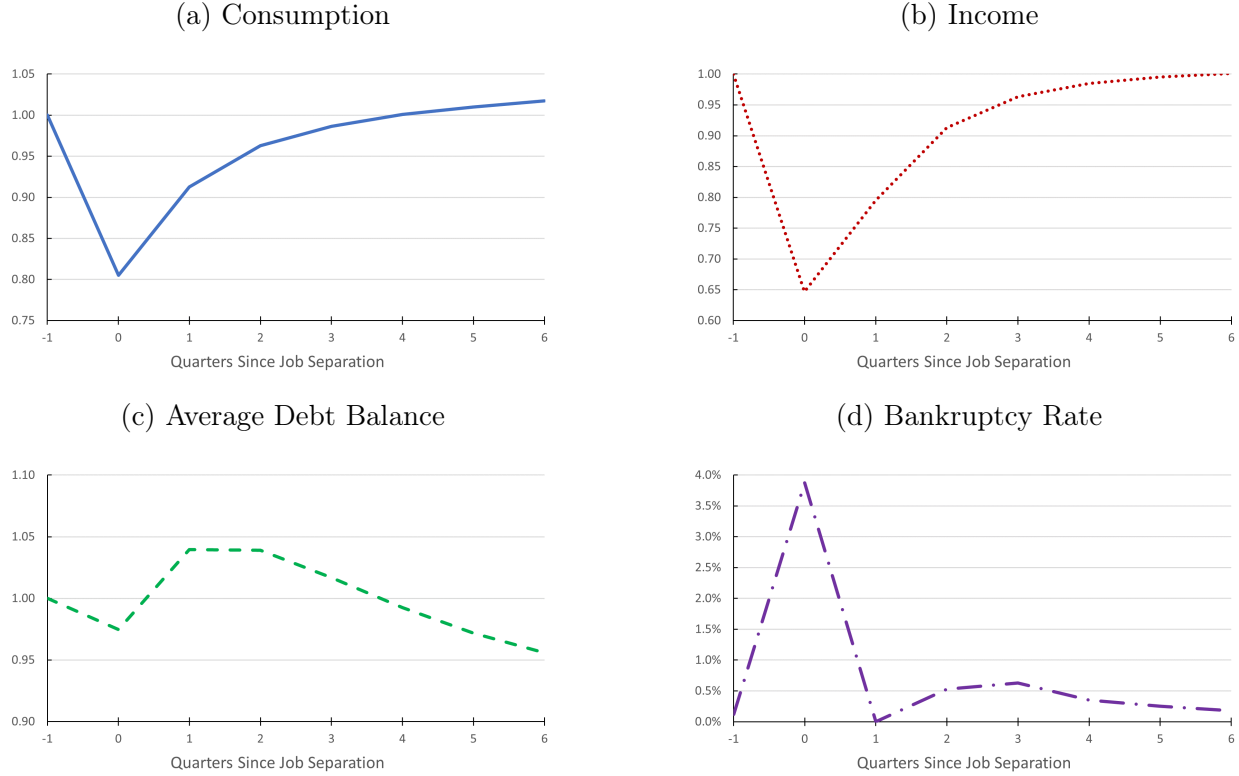 (a) Consumption
1.05
1.00
0.95
0.90
0.85
0.80
0.75
-1 0 1 2 3 4 5 6
Quarters Since Job Separation
(b) Income
1.00
0.95
0.90
0.85
0.80
0.75
0.70
0.65
0.60
-1 0 1 2 3 4 5 6
Quarters Since Job Separation
(c) Average Debt Balance
1.10
1.05
1.00
0.95
0.90
-1 0 1 2 3 4 5 6
Quarters Since Job Separation
(d) Bankruptcy Rate
4.0%
3.5%
3.0%
2.5%
2.0%
1.5%
1.0%
0.5%
0.0%
-1 0 1 2 3 4 5 6
Quarters Since Job Separation